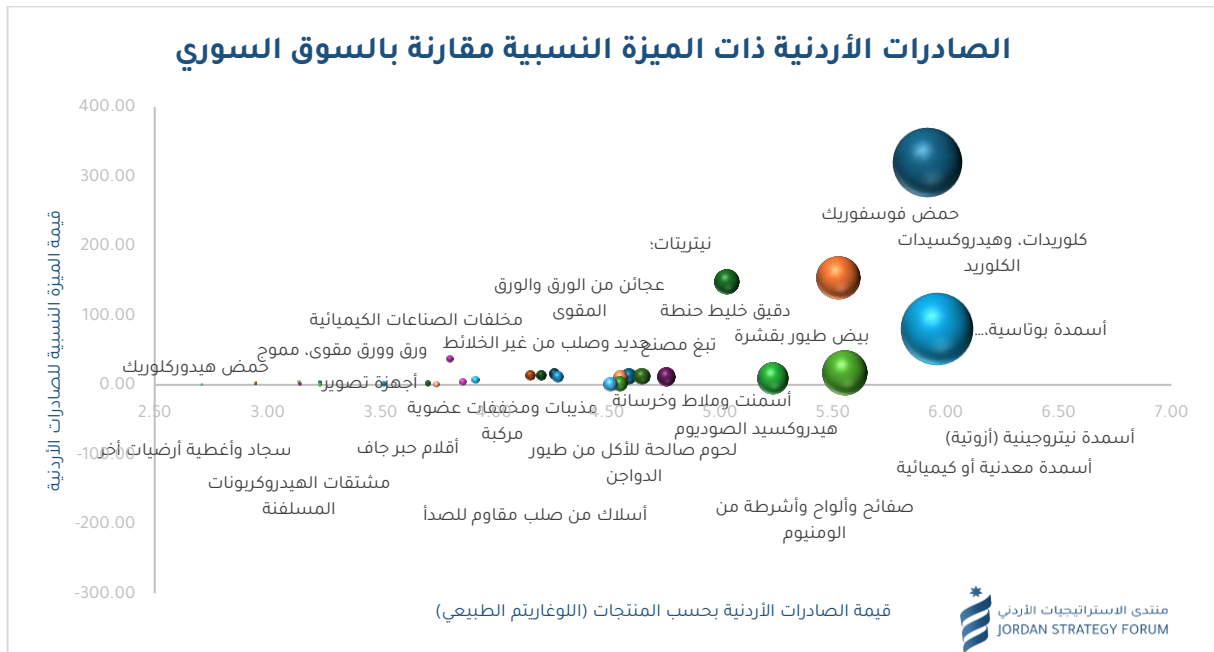 الصادرات الأردنية ذات الميزة النسبية مقارنة بالسوق السوري
قيمة الميزة النسبية للصادرات الأردنية
400.00
300.00
200.00
100.00
0.00
-100.00
-200.00
-300.00
2.50
3.00
3.50
4.00
4.50
5.00
5.50
6.00
6.50
7.00
حمض فوسفوريك
كلوريدات، وهيدروكسيدات
الكلوريد
نيتريتات؛
عجائن من الورق والورق
المقوى
دقيق خليط حنطة
مخلفات الصناعات الكيميائية
أسمدة بوتاسية،...
بيض طيور بقشرة
تبغ مصنع
حديد وصلب من غير الخلائط
ورق وورق مقوى، مموج
حمض هيدروكلوريك
أجهزة تصوير
أسمنت وملاط وخرسانة
مذيبات ومخففات عضوية
مركبة
هيدروكسيد الصوديوم
أسمدة نيتروجينية (أزوتية)
سجاد وأغطية أرضيات أخر
أقلام حبر جاف
لحوم صالحة للأكل من طيور
الدواجن
أسمدة معدنية أو كيميائية
مشتقات الهيدروكربونات
المسلفنة
أسلاك من صلب مقاوم للصدأ
صفائح وألواح وأشرطة من
الومنيوم
قيمة الصادرات الأردنية بحسب المنتجات (اللوغاريتم الطبيعي)
منتدى الاستراتيجيات الأردني
JORDAN STRATEGY FORUM